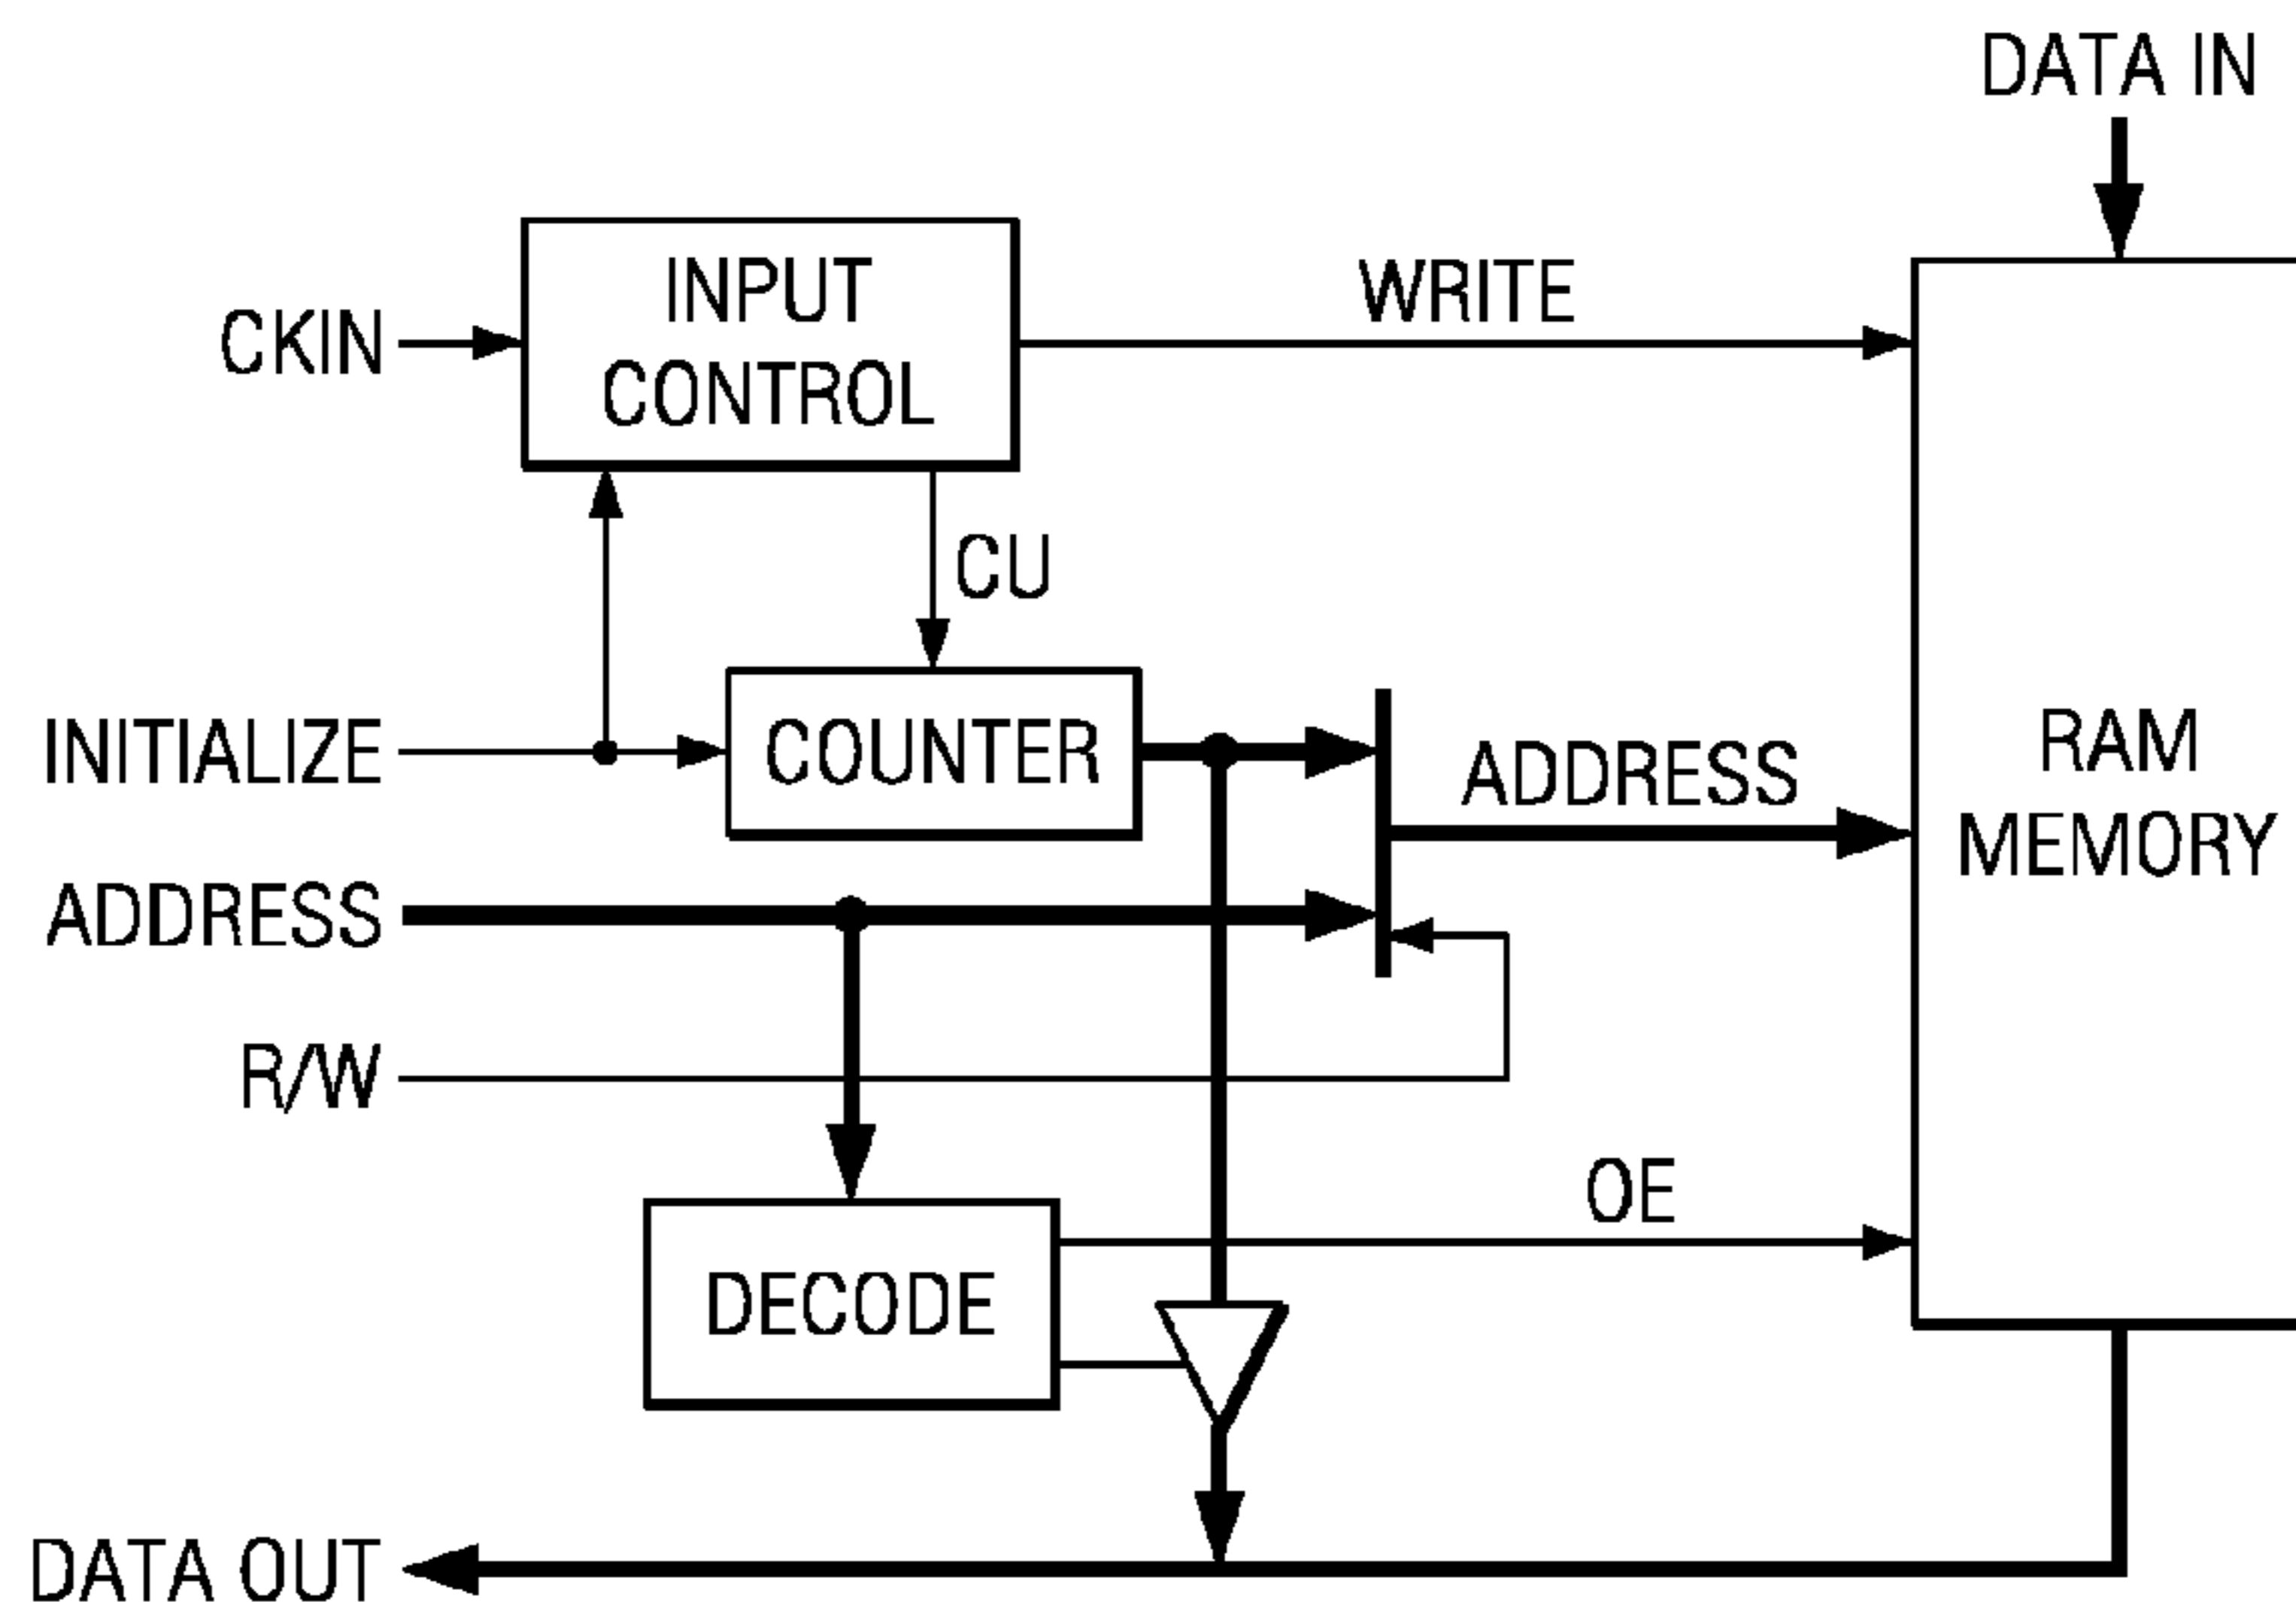 DATA IN
INPUT
CONTROL
CKIN
WRITE
CU
INITIALIZE
COUNTER
ADDRESS
RAM
MEMORY
ADDRESS
R/W
OE
DECODE
DATA OUT